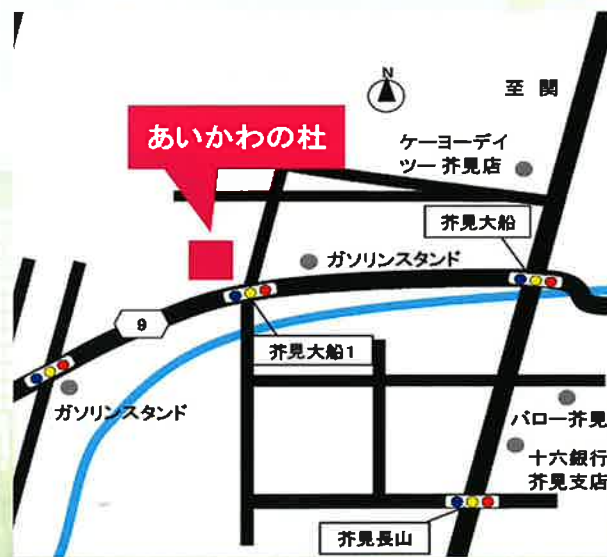 N
至 関
あいかわの杜
ケーヨーデイ
ツー 芥見店
芥見大船
ガソリンスタンド
9
芥見大船1
ガソリンスタンド
バロー芥見
十六銀行
芥見支店
芥見長山